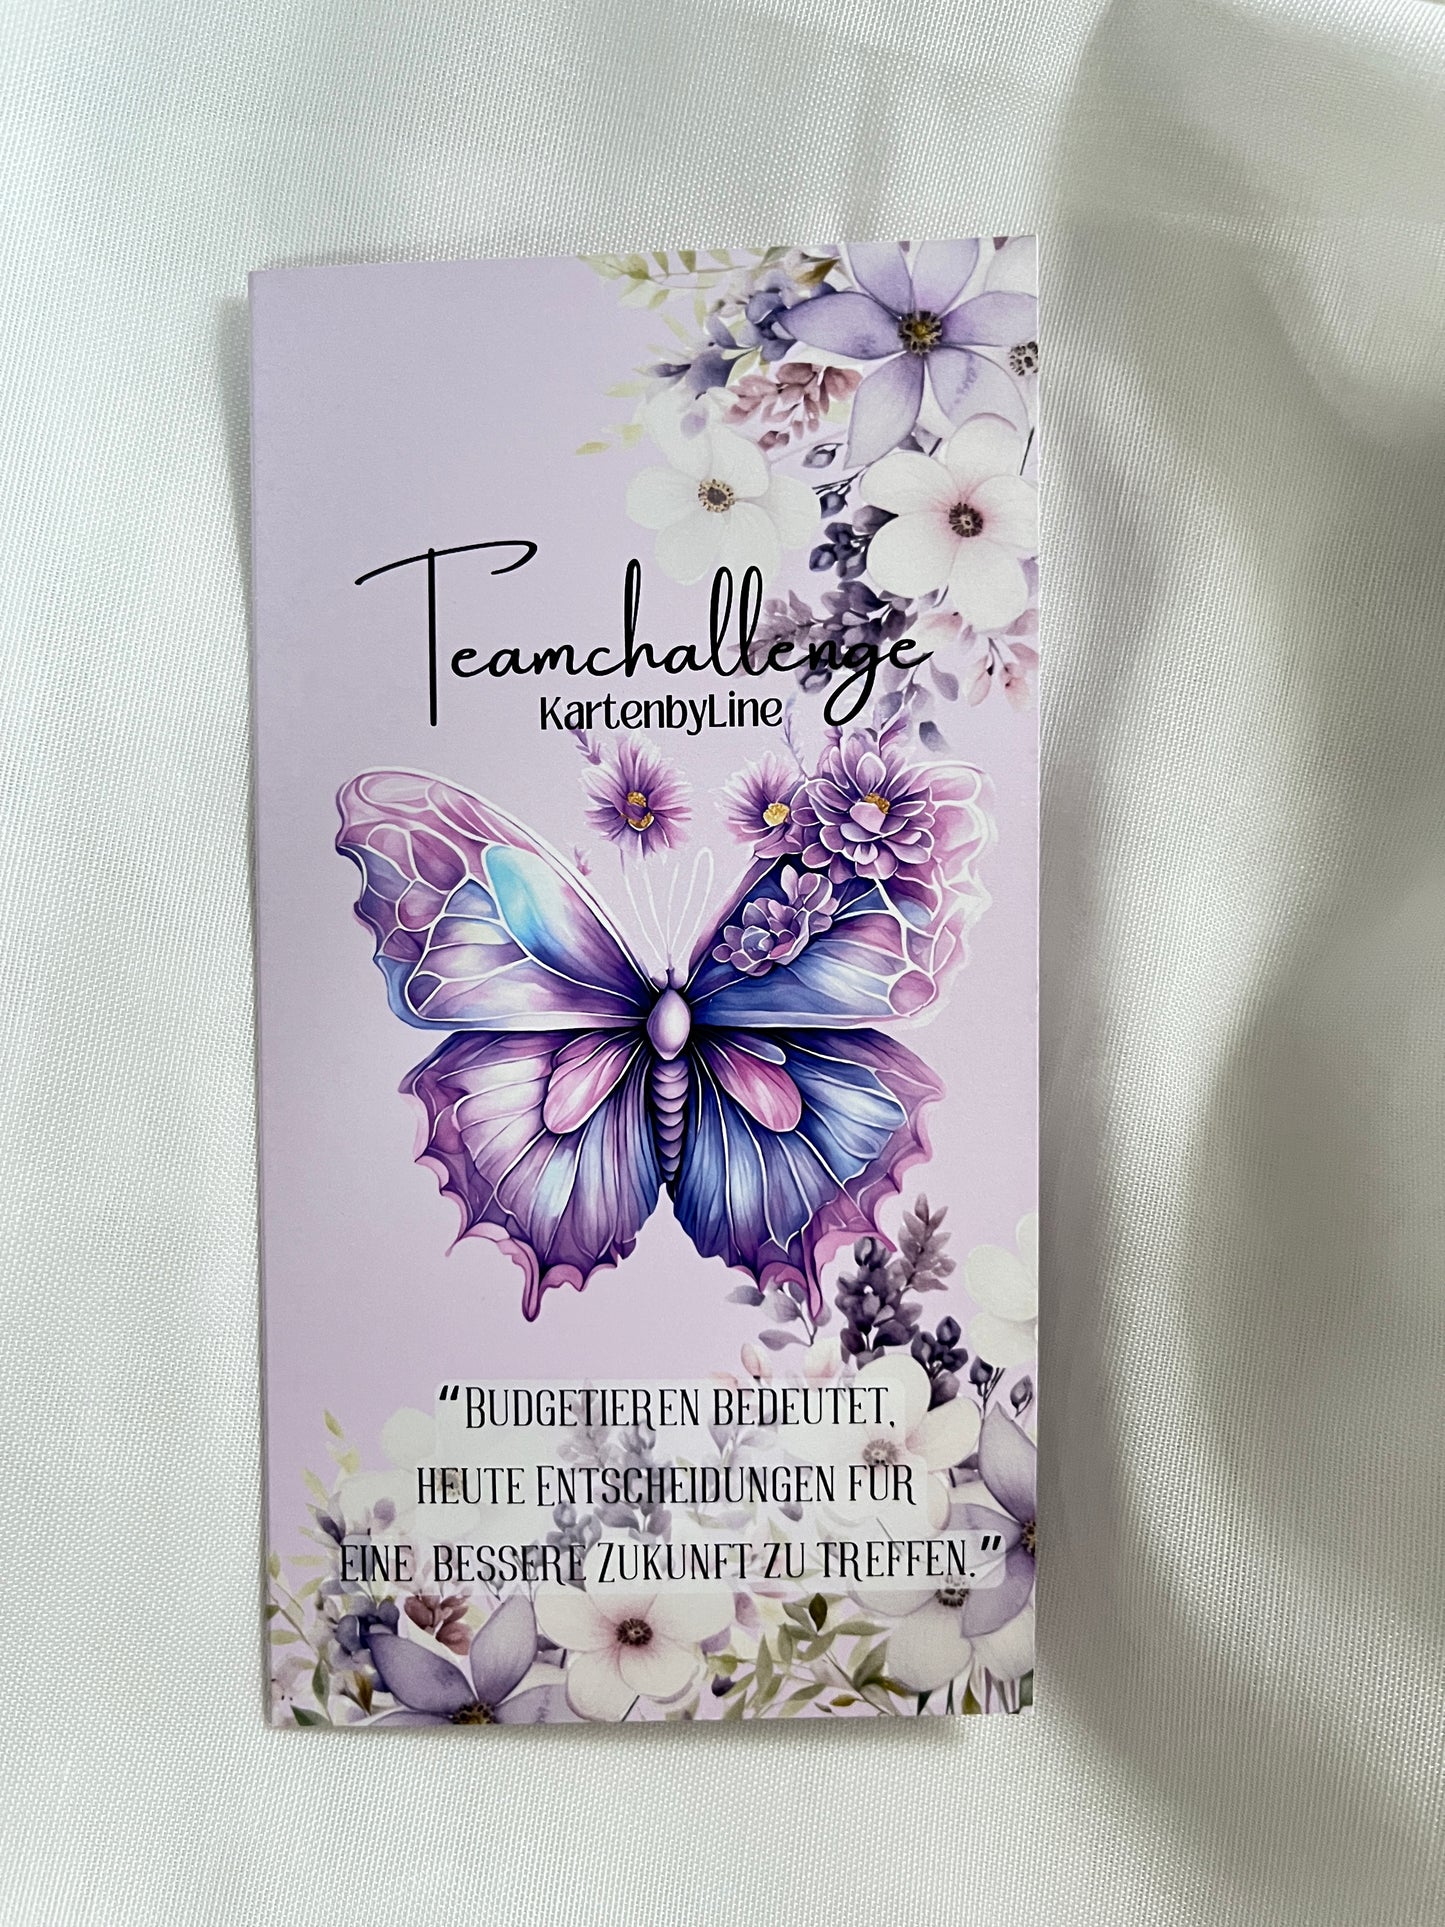 Teamchallenge
KartenbyLine
"Budgetieren bedeutet,
heute Entscheidungen für
eine bessere Zukunft zu treffen."